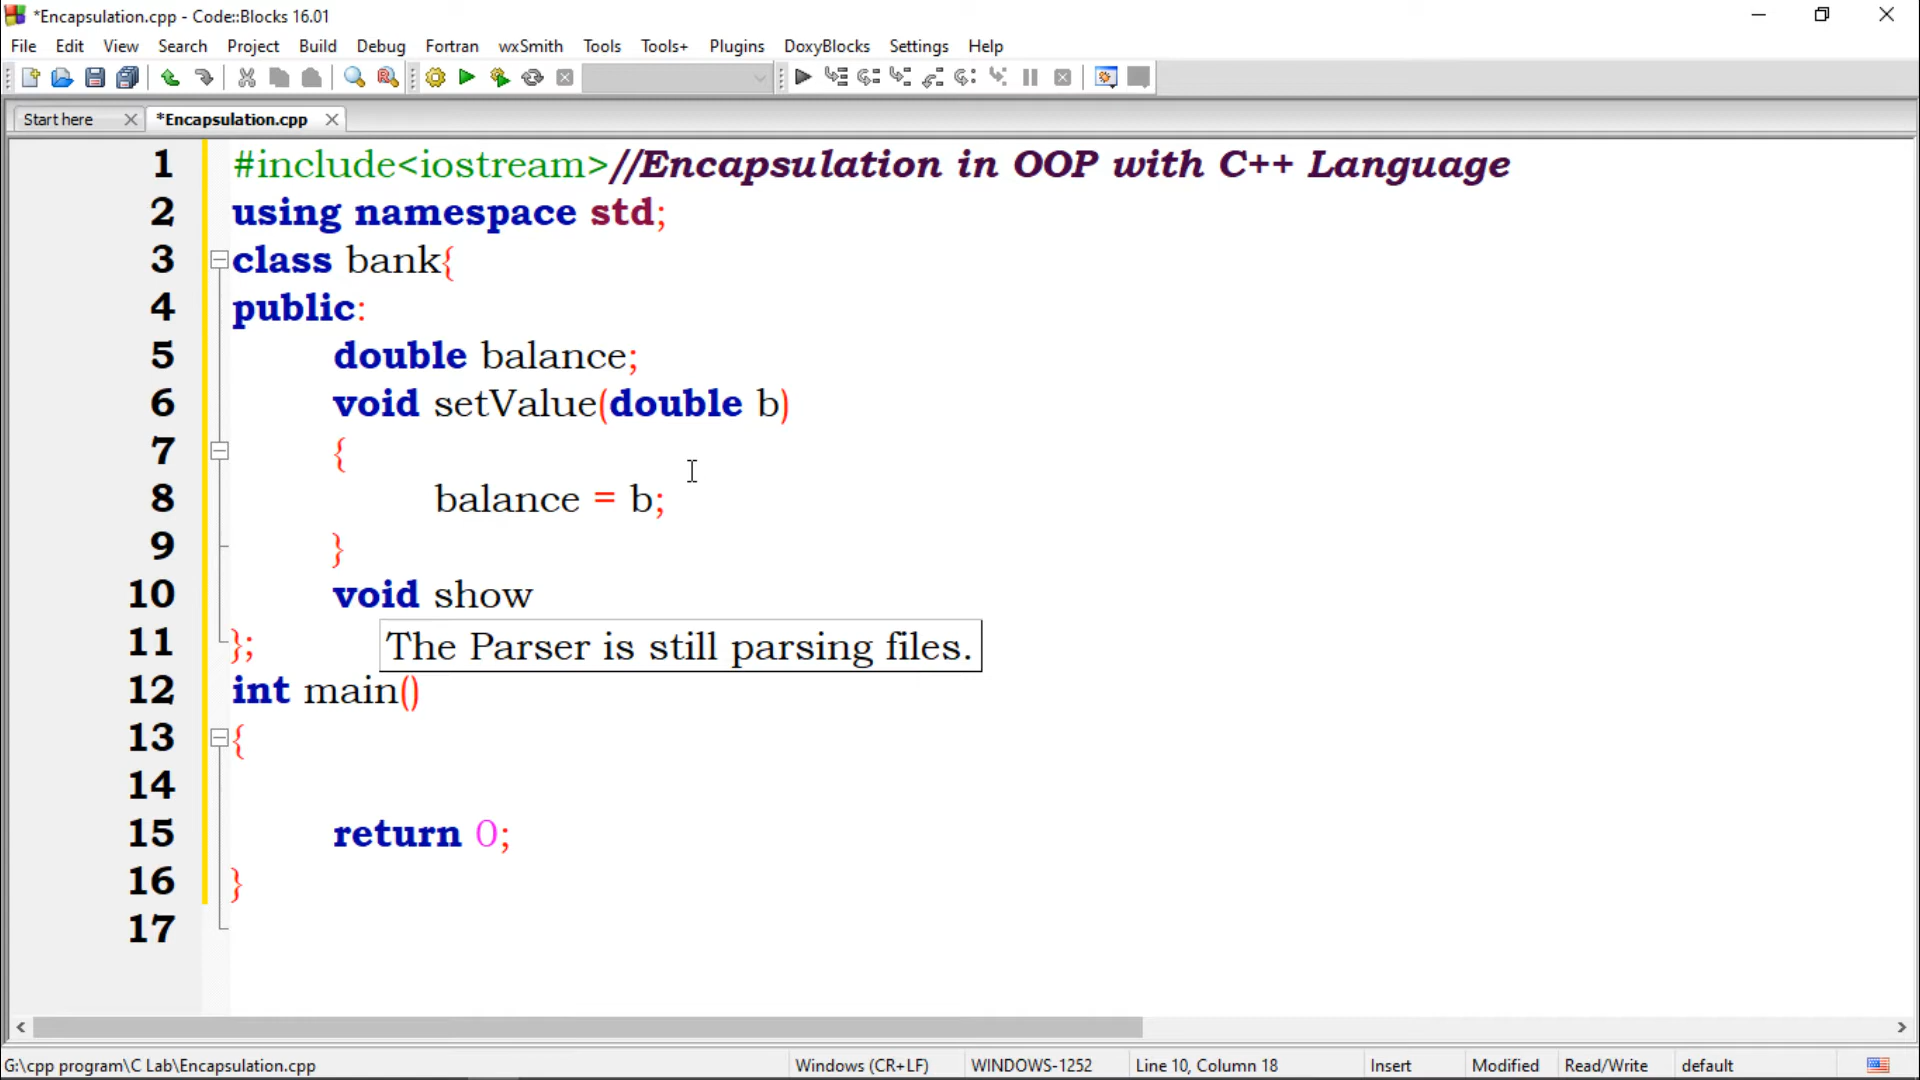 *Encapsulation.cpp - Code::Blocks 16.01
File Edit View Search Project Build Debug Fortran wxSmith Tools Tools+ Plugins DoxyBlocks Settings Help
Start here *Encapsulation.cpp
1 #include<iostream>//Encapsulation in OOP with C++ Language
2 using namespace std;
3 class bank{
4 public:
5 double balance;
6 void setValue(double b)
7 {
8 balance = b;
9 }
10 void show
11 };
The Parser is still parsing files.
12 int main()
13 {
14
15 return 0;
16 }
17
G:\cpp program\C Lab\Encapsulation.cpp Windows (CR+LF) WINDOWS-1252 Line 10, Column 18 Insert Modified Read/Write default